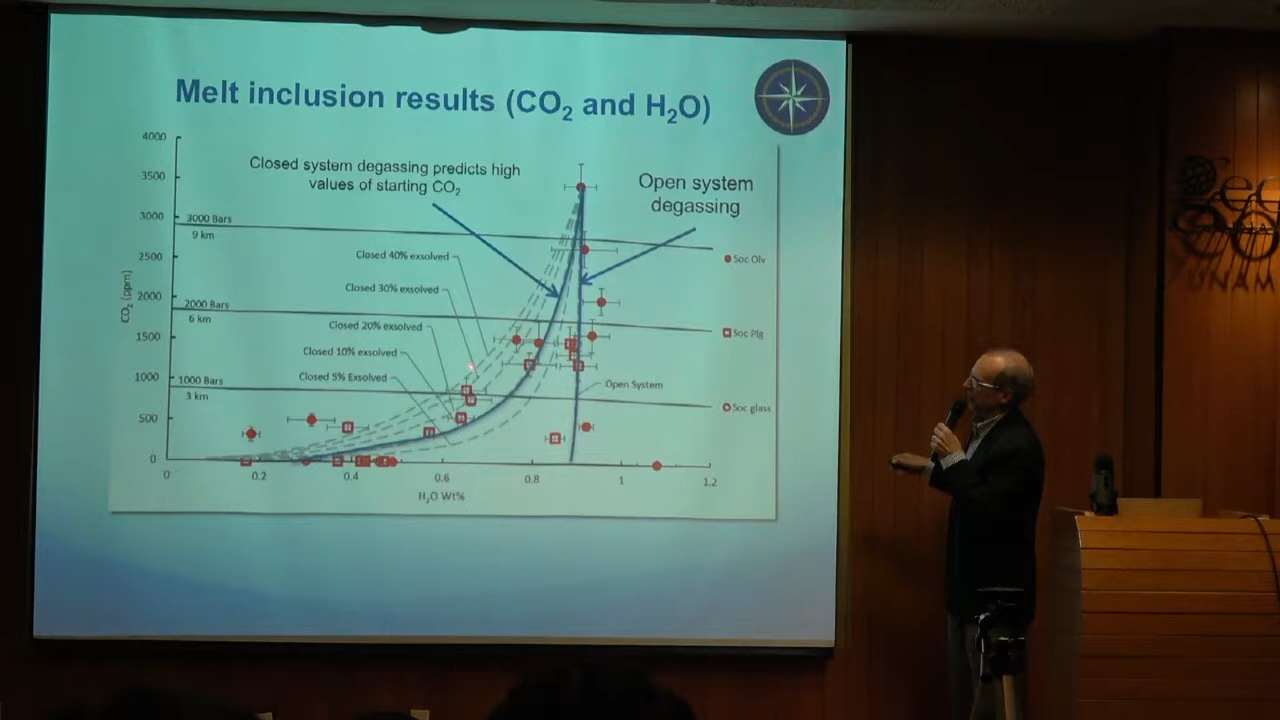 Melt inclusion results (CO₂ and H₂O)
4000
3500
3000
2500
2000
1500
1000
500
0
CO₂ (ppm)
Closed system degassing predicts high
values of starting CO₂
Open system
degassing
3000 Bars
9 km
Closed 40% exsolved
Closed 30% exsolved
2000 Bars
6 km
Closed 20% exsolved
Closed 10% exsolved
1000 Bars
Closed 5% Exsolved
3 km
Open System
Soc Olv
Soc Plg
Soc glass
0
0.2
0.4
0.6
0.8
1
1.2
H₂O Wt%
UNAM